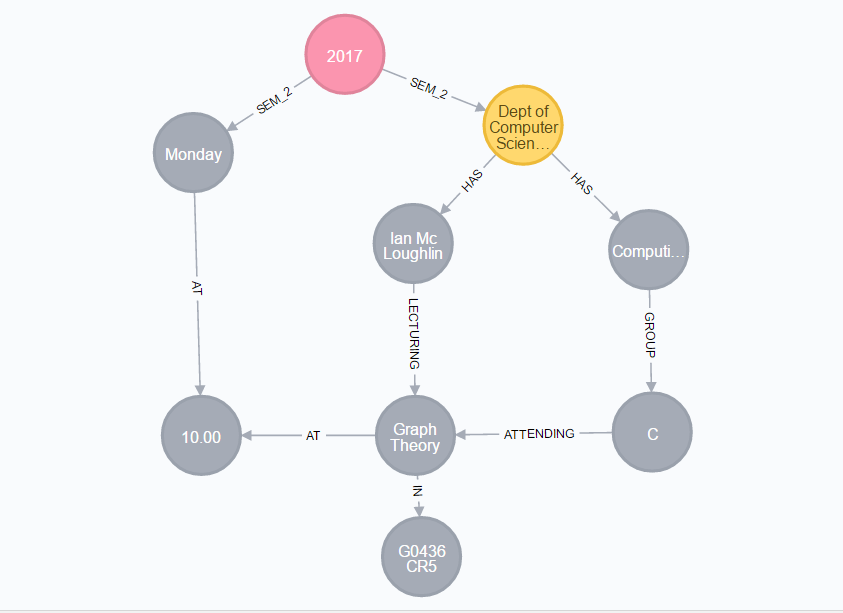 2017
SEM_2
SEM_2
Dept of
Computer
Scien...
Monday
HAS
HAS
Ian Mc
Loughlin
Computi...
AT
LECTURING
GROUP
10.00
AT
Graph
Theory
ATTENDING
C
IN
G0436
CR5